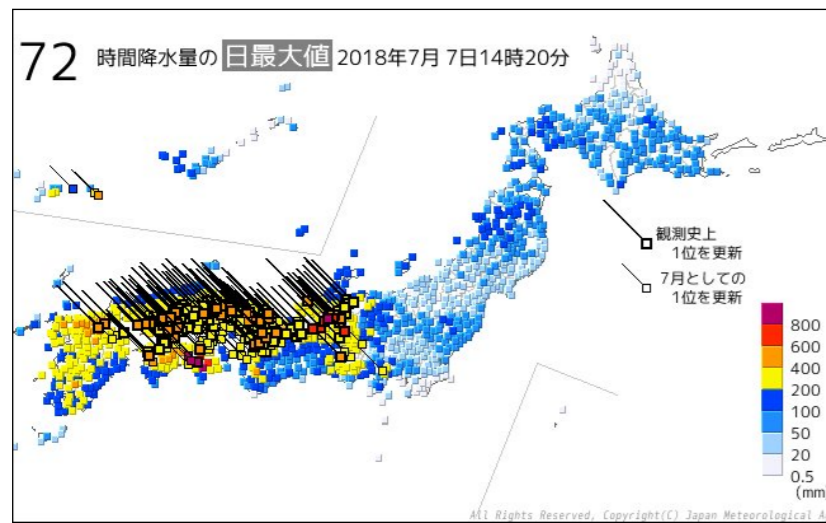 72 時間降水量の 日最大値 2018年7月 7日14時20分
観測史上
1位を更新
7月としての
1位を更新
800
600
400
200
100
50
20
0.5
(mm)
All Rights Reserved, Copyright(C) Japan Meteorological A